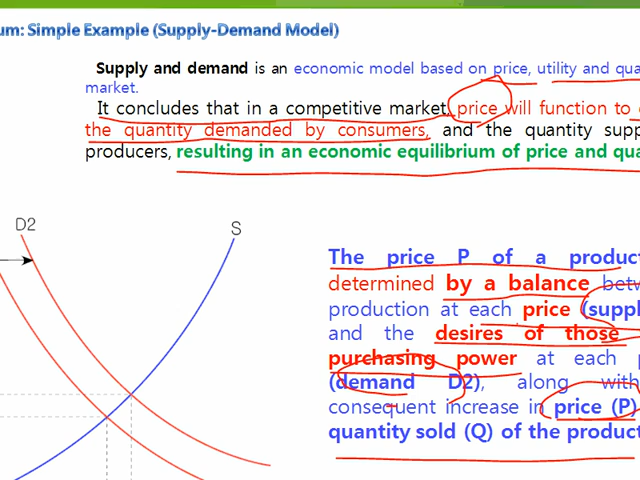 um: Simple Example (Supply-Demand Model)
Supply and demand is an economic model based on price, utility and qua
market.
It concludes that in a competitive market, price will function to
the quantity demanded by consumers, and the quantity supp
producers, resulting in an economic equilibrium of price and qua
D2
S
The price P of a product
determined by a balance betw
production at each price (suppl
and the desires of those
purchasing power at each p
(demand D2), along with
consequent increase in price (P)
quantity sold (Q) of the product